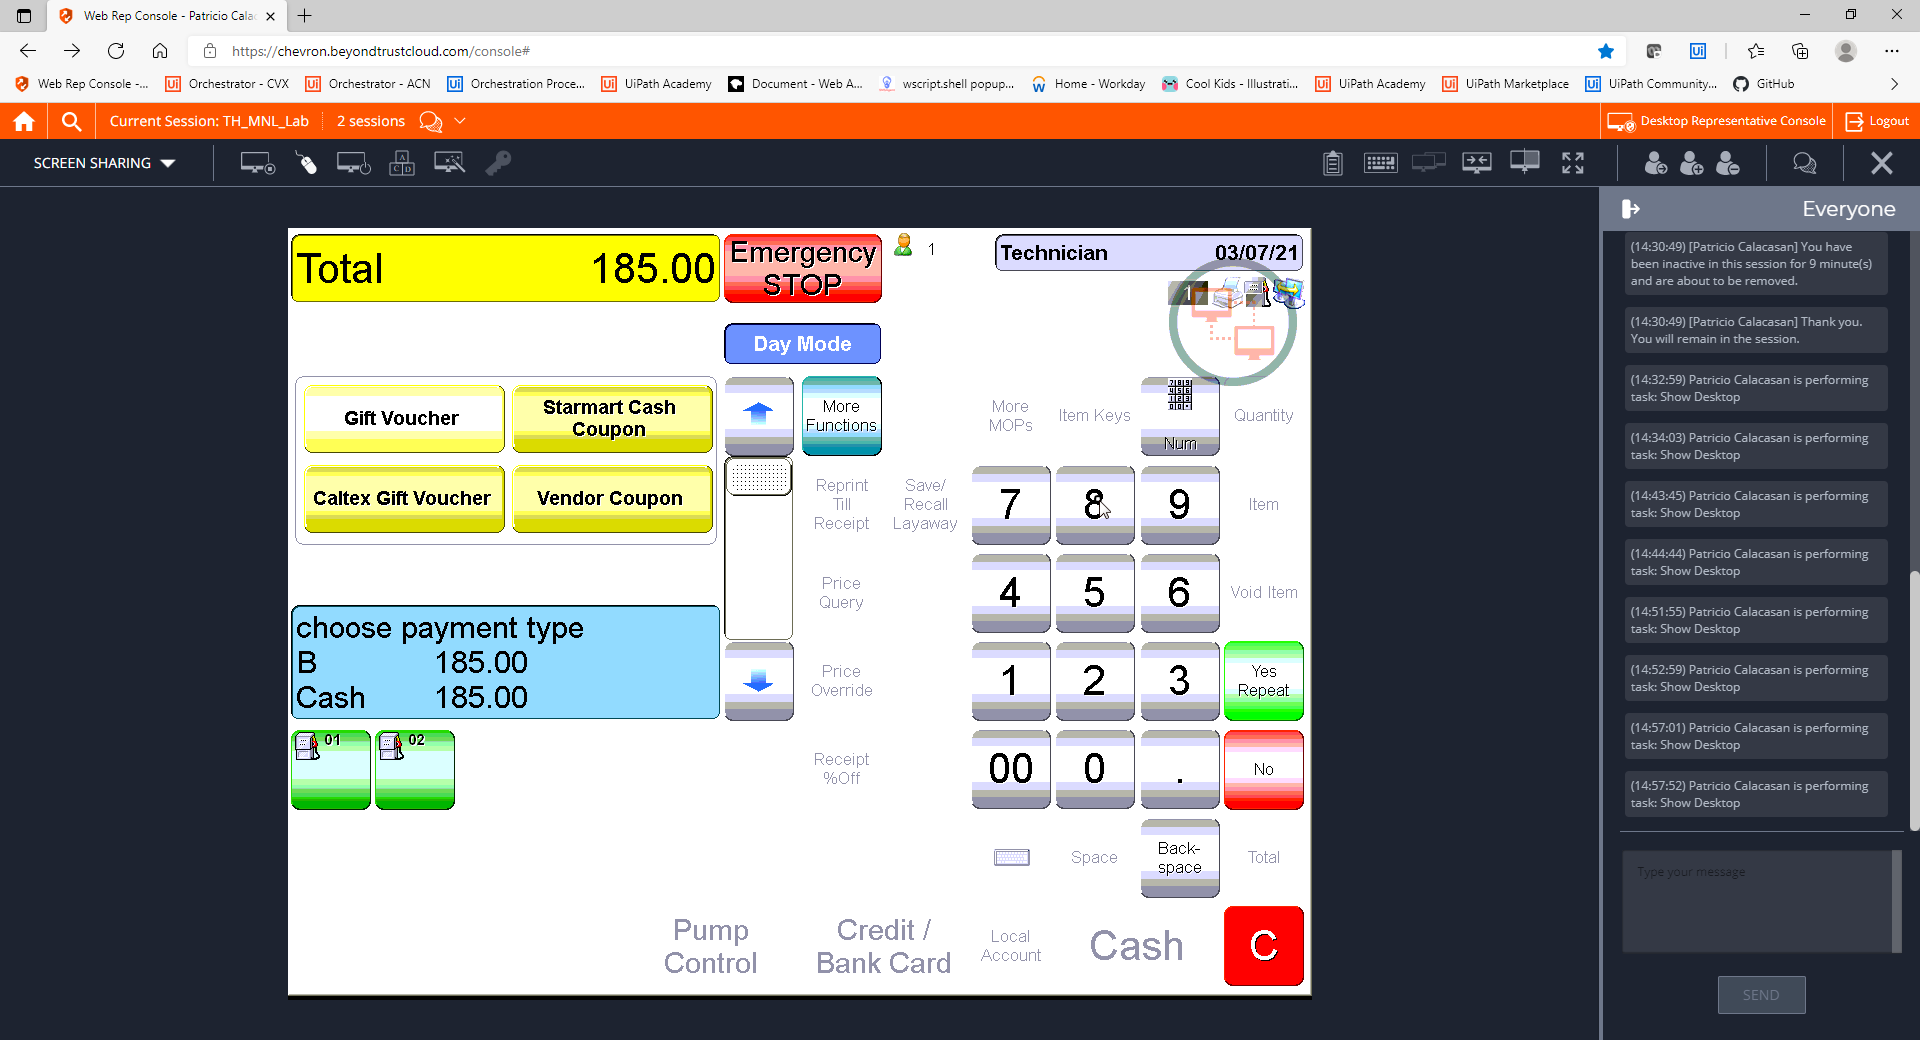 Web Rep Console - Patricio Cala
https://chevron.beyondtrustcloud.com/console#
Web Rep Console -...
Orchestrator - CVX
Orchestrator - ACN
Orchestration Proce...
UiPath Academy
Document - Web A...
wscript.shell popup...
Home - Workday
Cool Kids - Illustrati...
UiPath Academy
UiPath Marketplace
UiPath Community...
GitHub
Current Session: TH_MNL_Lab
2 sessions
Desktop Representative Console
Logout
SCREEN SHARING
Everyone
Total 185.00
Emergency
STOP
1
Technician 03/07/21
1
Day Mode
Gift Voucher
Starmart Cash
Coupon
Caltex Gift Voucher
Vendor Coupon
More
Functions
More
MOPs
Item Keys
Num
Quantity
Reprint
Till
Receipt
Save/
Recall
Layaway
7
8
9
Item
Price
Query
4
5
6
Void Item
choose payment type
B 185.00
Cash 185.00
Price
Override
1
2
3
Yes
Repeat
01
02
Receipt
%Off
00
0
.
No
Space
Back-
space
Total
Pump
Control
Credit /
Bank Card
Local
Account
Cash
C
(14:30:49) [Patricio Calacasan] You have
been inactive in this session for 9 minute(s)
and are about to be removed.
(14:30:49) [Patricio Calacasan] Thank you.
You will remain in the session.
(14:32:59) Patricio Calacasan is performing
task: Show Desktop
(14:34:03) Patricio Calacasan is performing
task: Show Desktop
(14:43:45) Patricio Calacasan is performing
task: Show Desktop
(14:44:44) Patricio Calacasan is performing
task: Show Desktop
(14:51:55) Patricio Calacasan is performing
task: Show Desktop
(14:52:59) Patricio Calacasan is performing
task: Show Desktop
(14:57:01) Patricio Calacasan is performing
task: Show Desktop
(14:57:52) Patricio Calacasan is performing
task: Show Desktop
Type your message
SEND